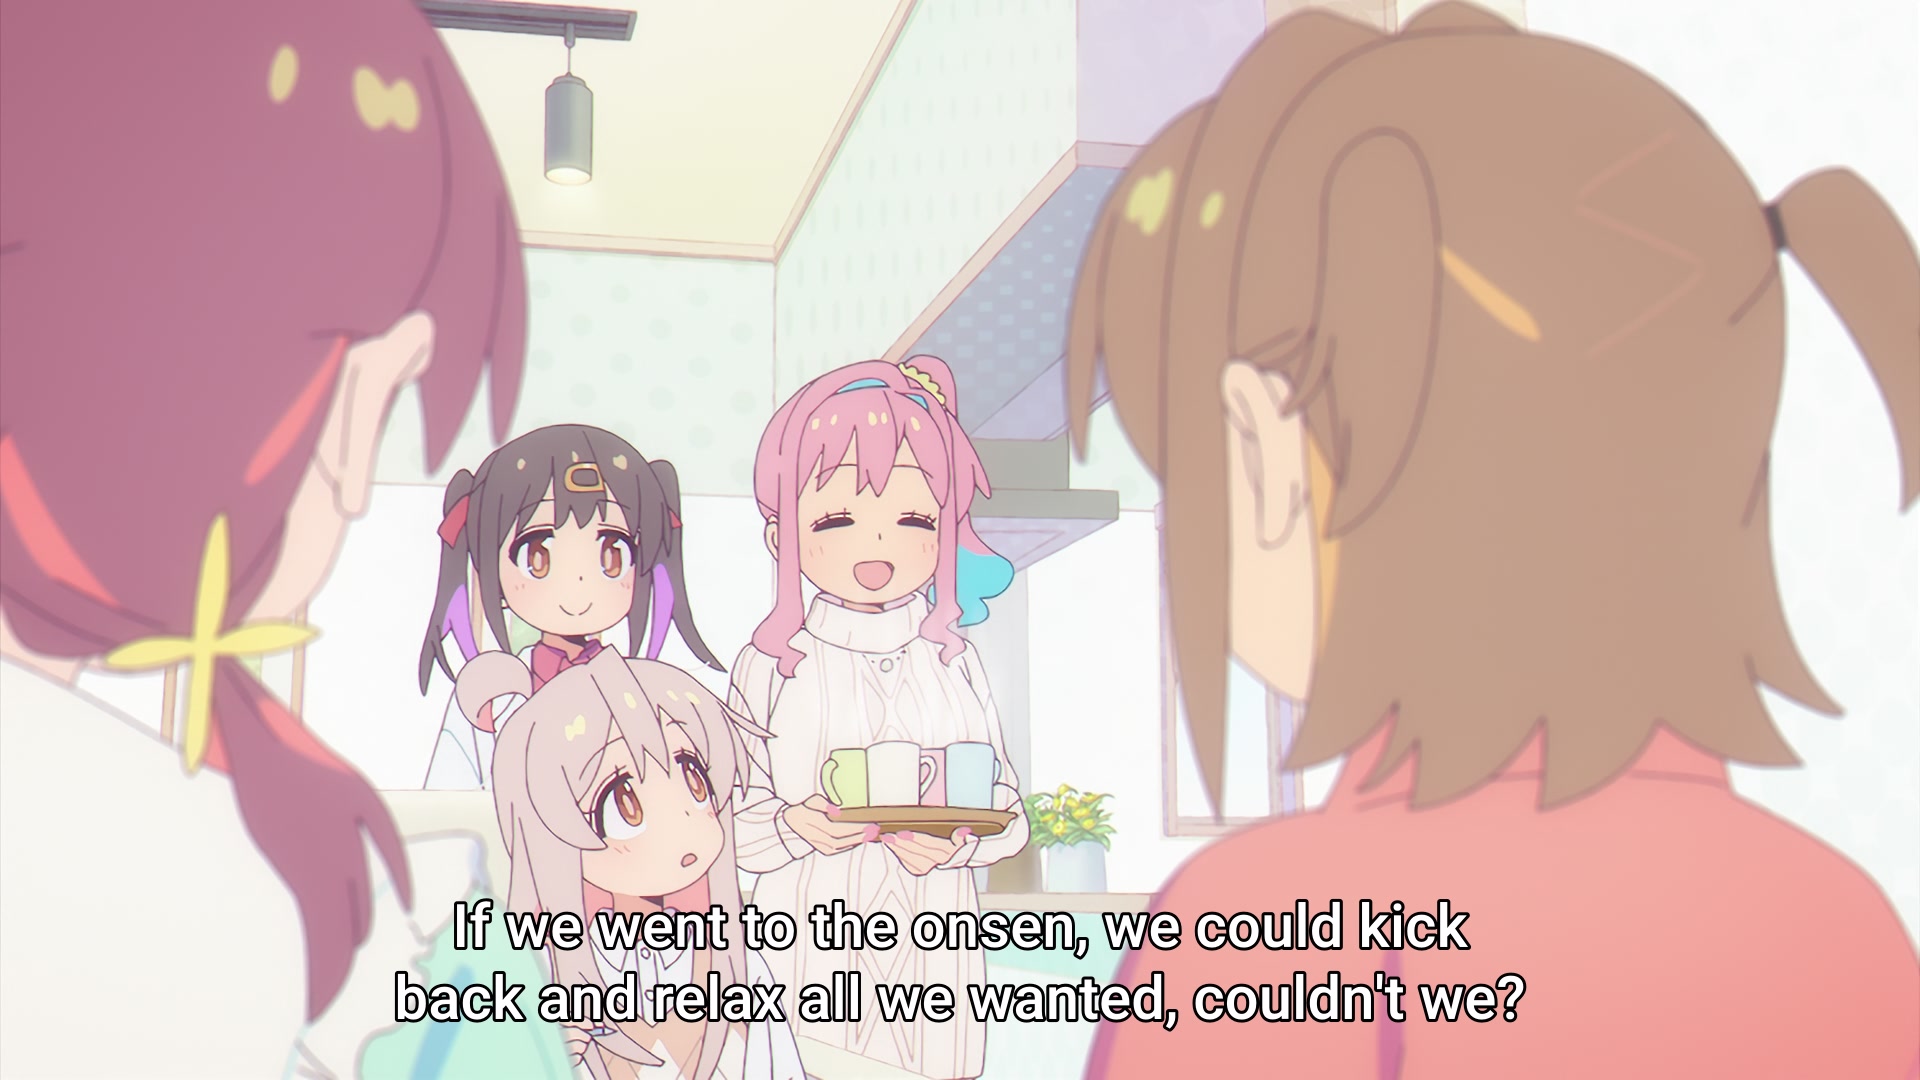 If we went to the onsen, we could kick
back and relax all we wanted, couldn't we?